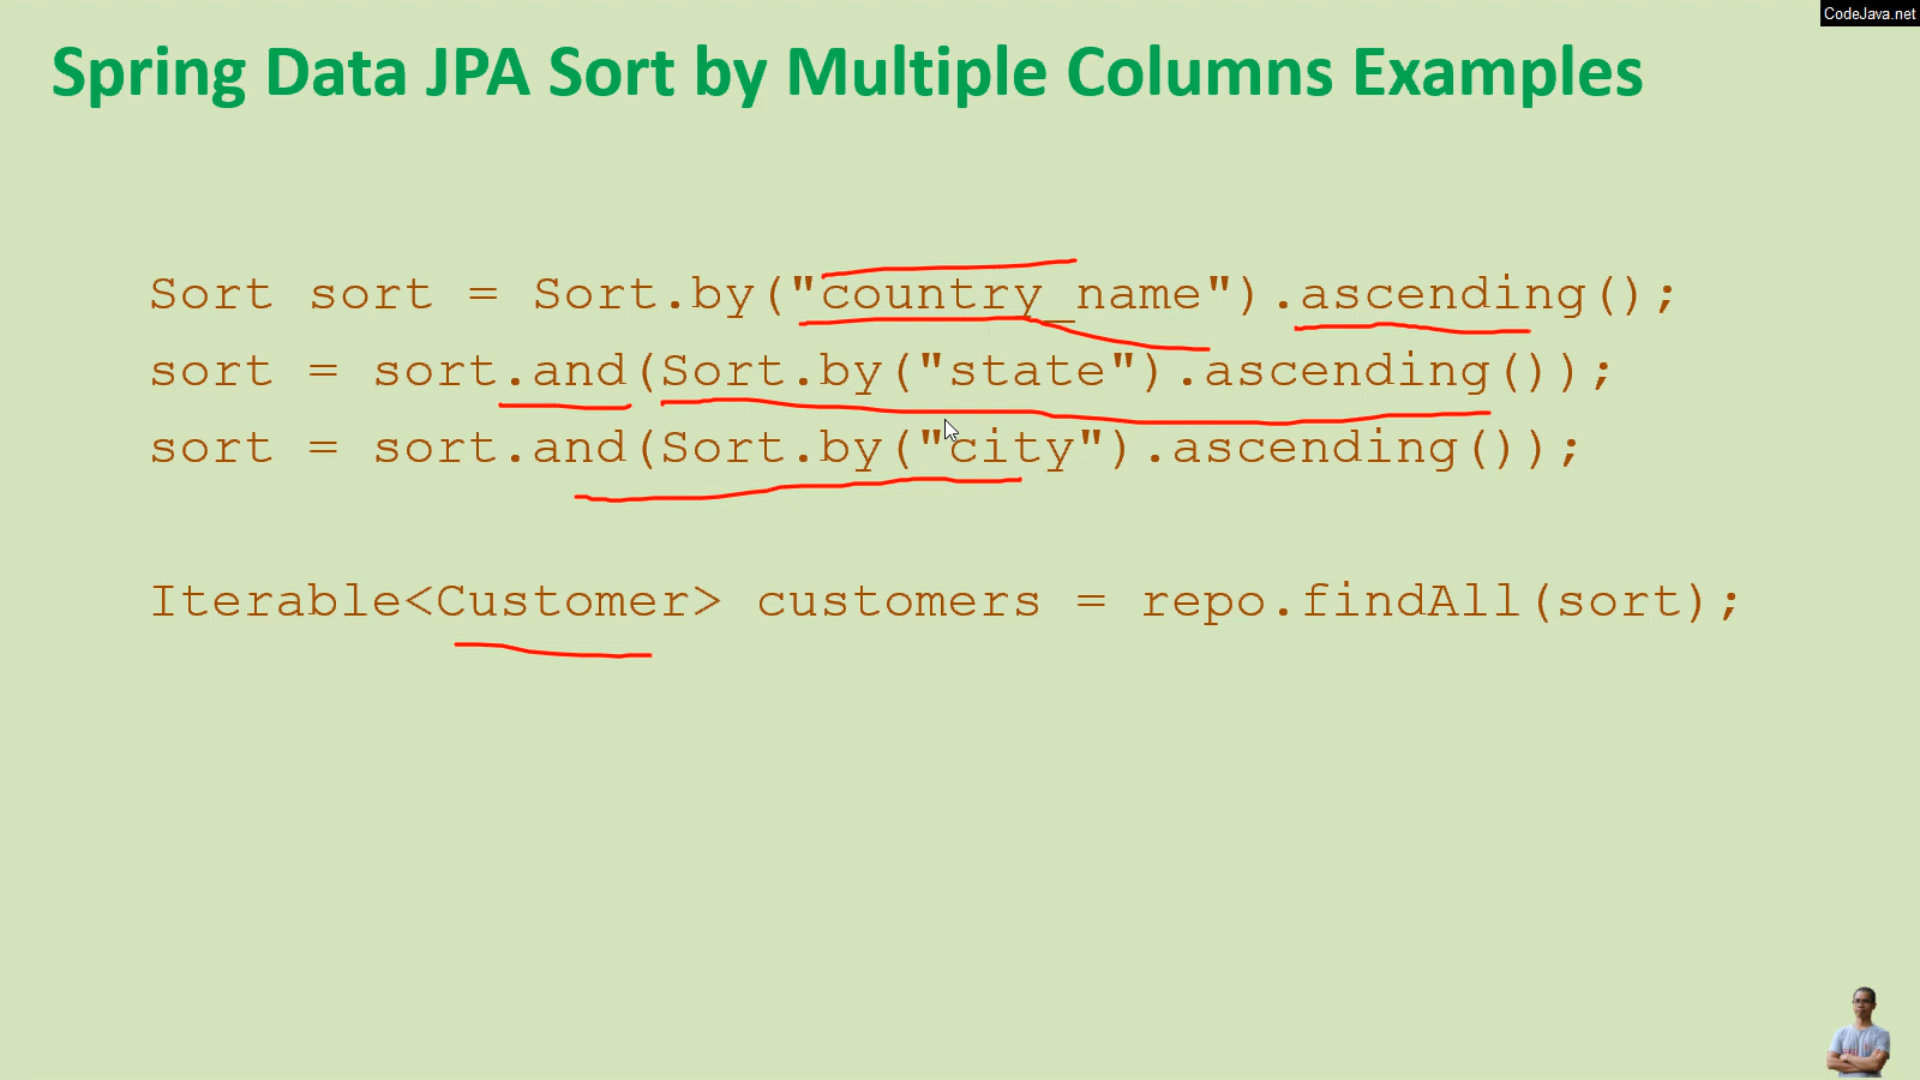 CodeJava.net
Spring Data JPA Sort by Multiple Columns Examples
Sort sort = Sort.by("country_name").ascending();
sort = sort.and(Sort.by("state").ascending());
sort = sort.and(Sort.by("city").ascending());
Iterable<Customer> customers = repo.findAll(sort);